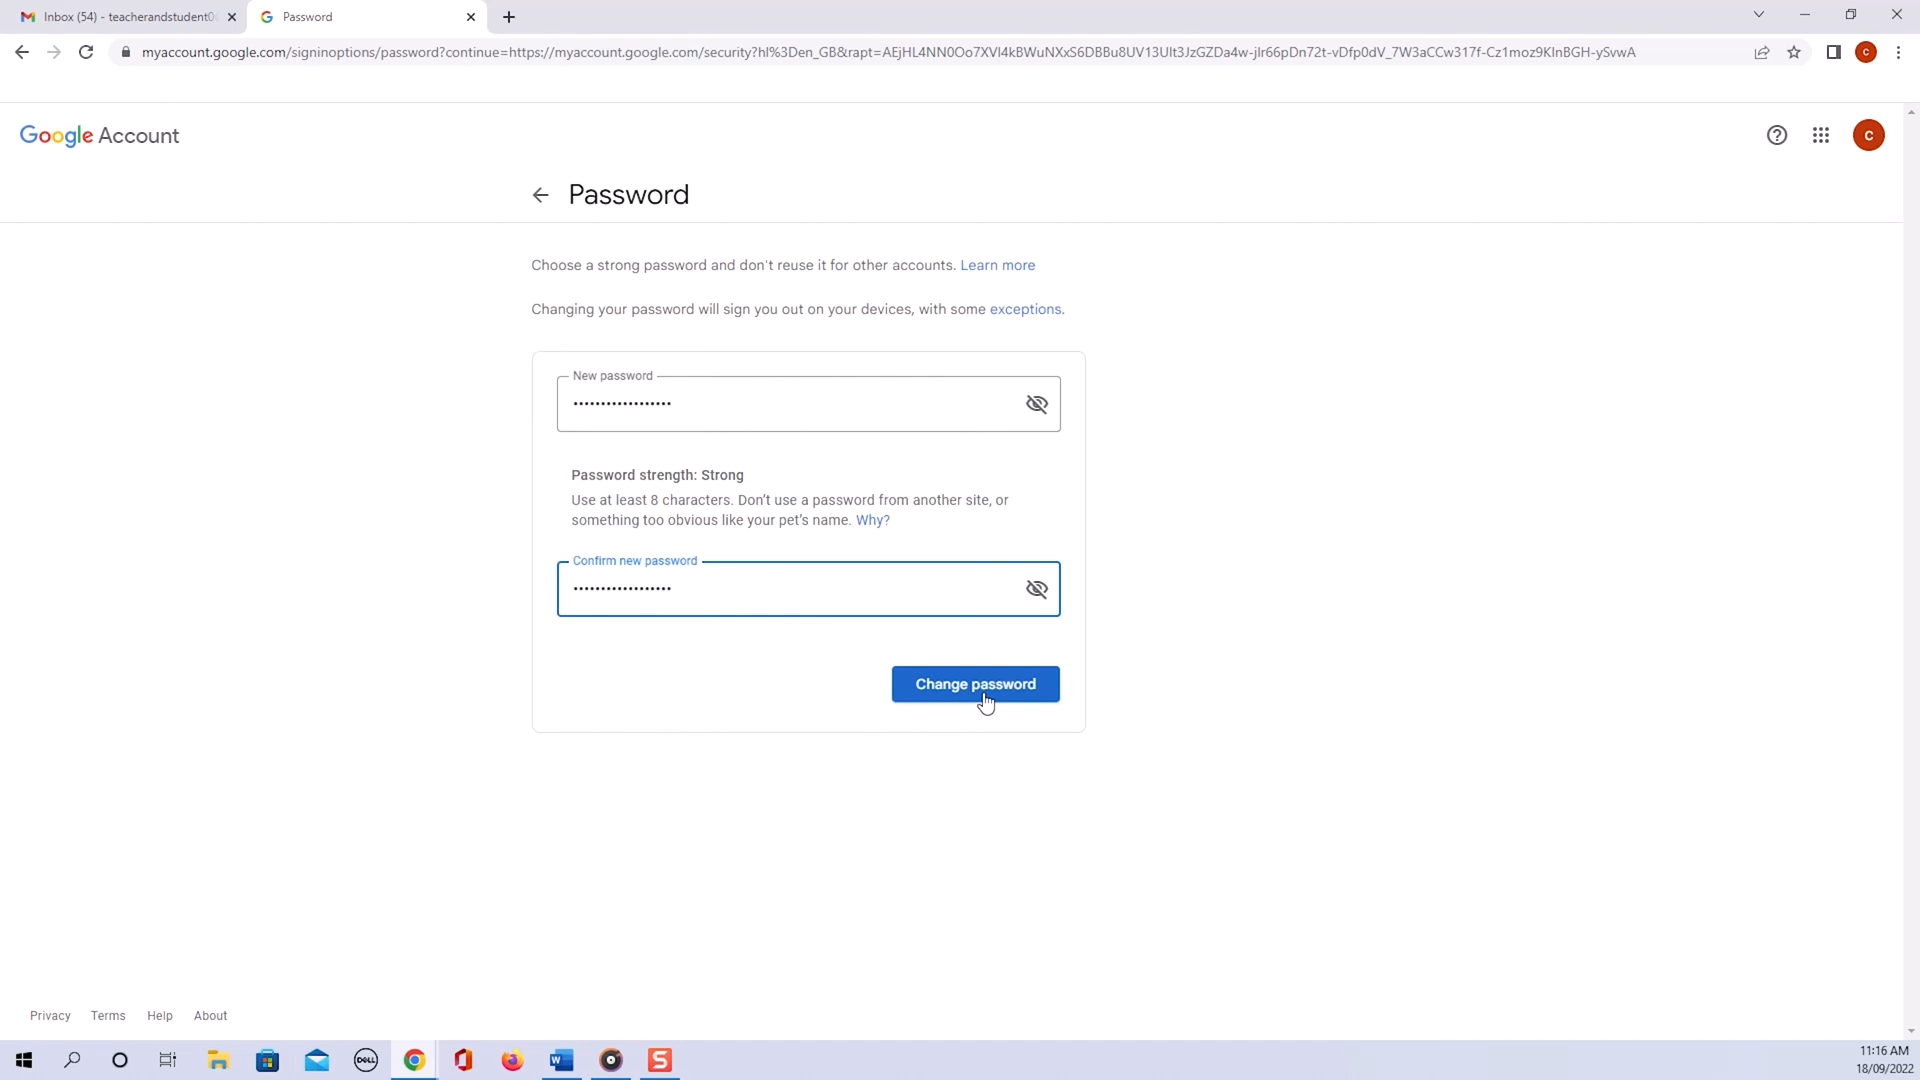 Inbox (54) - teacherandstudent0
Password
myaccount.google.com/signinoptions/password?continue=https://myaccount.google.com/security?hl%3Den_GB&rapt=AEjHL4NN0Oo7XVl4kBWuNXxS6DBBu8UV13Ult3JzGZDa4w-jlr66pDn72t-vDfp0dV_7W3aCCw317f-Cz1moz9KInBGH-ySvwA
C
Google Account
C
Password
Choose a strong password and don't reuse it for other accounts. Learn more
Changing your password will sign you out on your devices, with some exceptions.
New password
••••••••••••••••••
Password strength: Strong
Use at least 8 characters. Don't use a password from another site, or
something too obvious like your pet's name. Why?
Confirm new password
••••••••••••••••••
Change password
Privacy Terms Help About
DELL
W
S
11:16 AM
18/09/2022